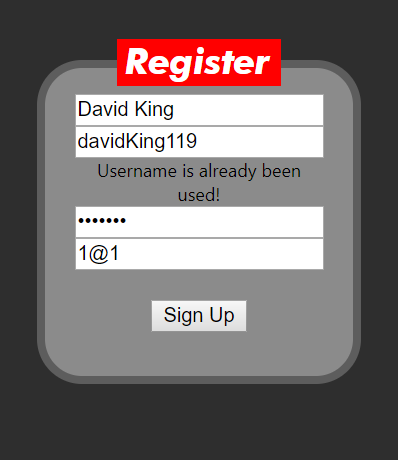 Register
David King
davidKing119
Username is already been
used!
•••••••
1@1
Sign Up